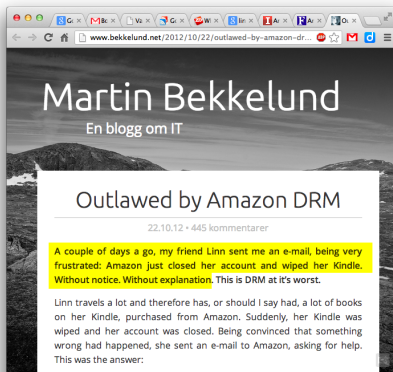 www.bekkelund.net/2012/10/22/outlawed-by-amazon-dr...
Martin Bekkelund
En blogg om IT
Outlawed by Amazon DRM
22.10.12 • 445 kommentarer
A couple of days a go, my friend Linn sent me an e-mail, being very
frustrated: Amazon just closed her account and wiped her Kindle.
Without notice. Without explanation. This is DRM at it's worst.
Linn travels a lot and therefore has, or should I say had, a lot of books
on her Kindle, purchased from Amazon. Suddenly, her Kindle was
wiped and her account was closed. Being convinced that something
wrong had happened, she sent an e-mail to Amazon, asking for help.
This was the answer: